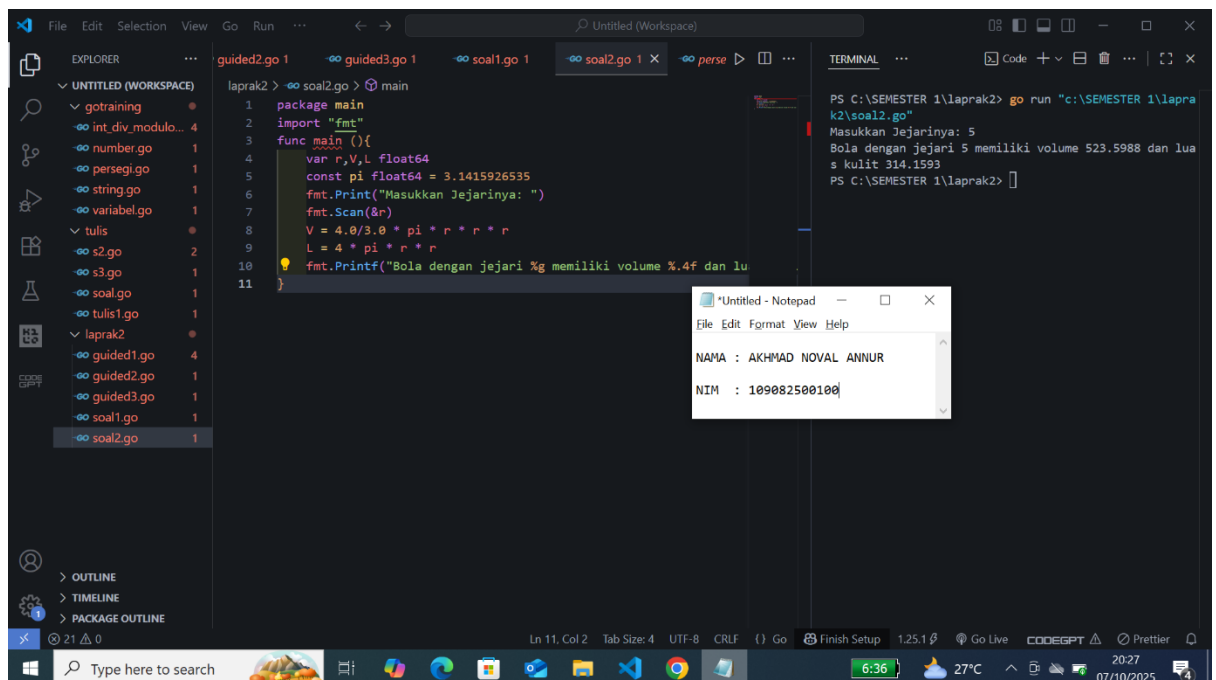 File Edit Selection View Go Run ··· Untitled (Workspace)
EXPLORER ···
UNTITLED (WORKSPACE)
gotraining
int_div_modulo... 4
number.go 1
persegi.go 1
string.go 1
variabel.go 1
tulis
s2.go 2
s3.go 1
soal.go 1
tulis1.go 1
laprak2
guided1.go 4
guided2.go 1
guided3.go 1
soal1.go 1
soal2.go 1
OUTLINE
TIMELINE
PACKAGE OUTLINE
CODE GPT
1
guided2.go 1 guided3.go 1 soal1.go 1 soal2.go 1 perse ···
laprak2 > soal2.go > main
1 package main
2 import "fmt"
3 func main (){
4 var r,V,L float64
5 const pi float64 = 3.1415926535
6 fmt.Print("Masukkan Jejarinya: ")
7 fmt.Scan(&r)
8 V = 4.0/3.0 * pi * r * r * r
9 L = 4 * pi * r * r
10 fmt.Printf("Bola dengan jejari %g memiliki volume %.4f dan lu
11 }
TERMINAL ··· Code ···
PS C:\SEMESTER 1\laprak2> go run "c:\SEMESTER 1\lapra
k2\soal2.go"
Masukkan Jejarinya: 5
Bola dengan jejari 5 memiliki volume 523.5988 dan lua
s kulit 314.1593
PS C:\SEMESTER 1\laprak2>
*Untitled - Notepad
File Edit Format View Help
NAMA : AKHMAD NOVAL ANNUR
NIM : 109082500100
21 0 Ln 11, Col 2 Tab Size: 4 UTF-8 CRLF {} Go Finish Setup 1.25.1 Go Live CODEGPT Prettier
Type here to search 6:36 27°C 20:27
07/10/2025 4